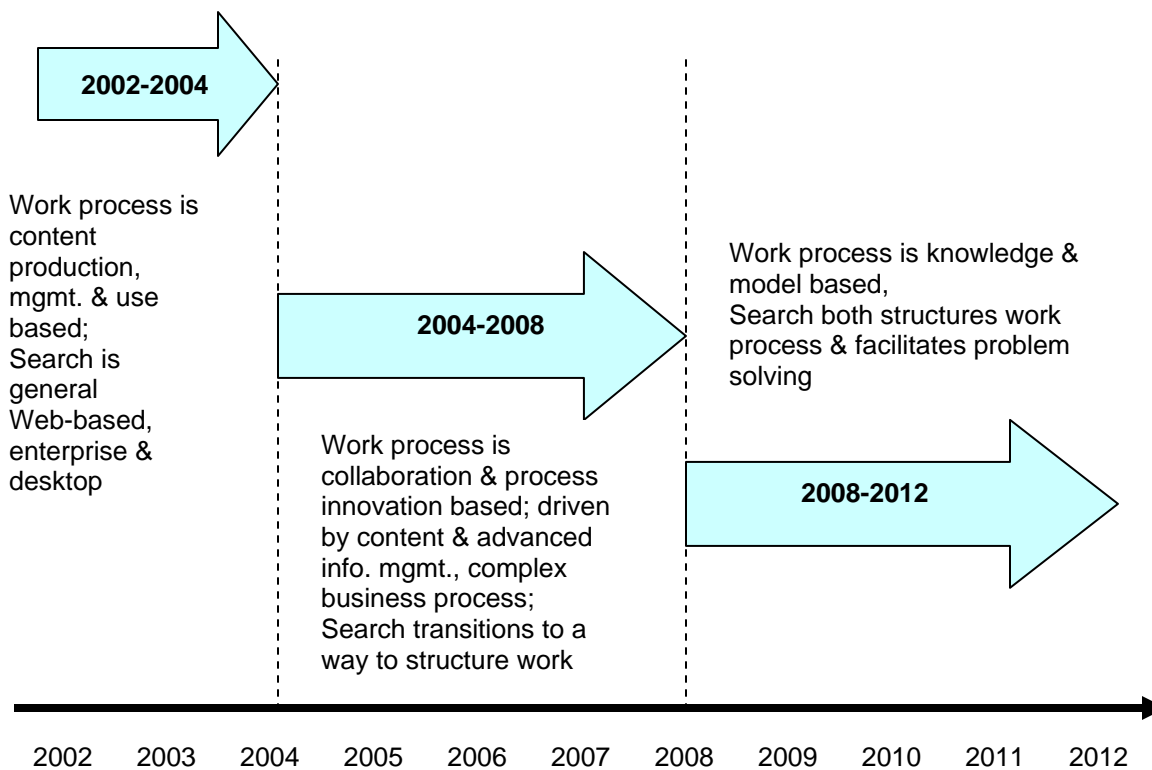 2002-2004
Work process is
content
production,
mgmt. & use
based;
Search is
general
Web-based,
enterprise &
desktop
2004-2008
Work process is
collaboration & process
innovation based; driven
by content & advanced
info. mgmt., complex
business process;
Search transitions to a
way to structure work
Work process is knowledge &
model based,
Search both structures work
process & facilitates problem
solving
2008-2012
2002 2003 2004 2005 2006 2007 2008 2009 2010 2011 2012